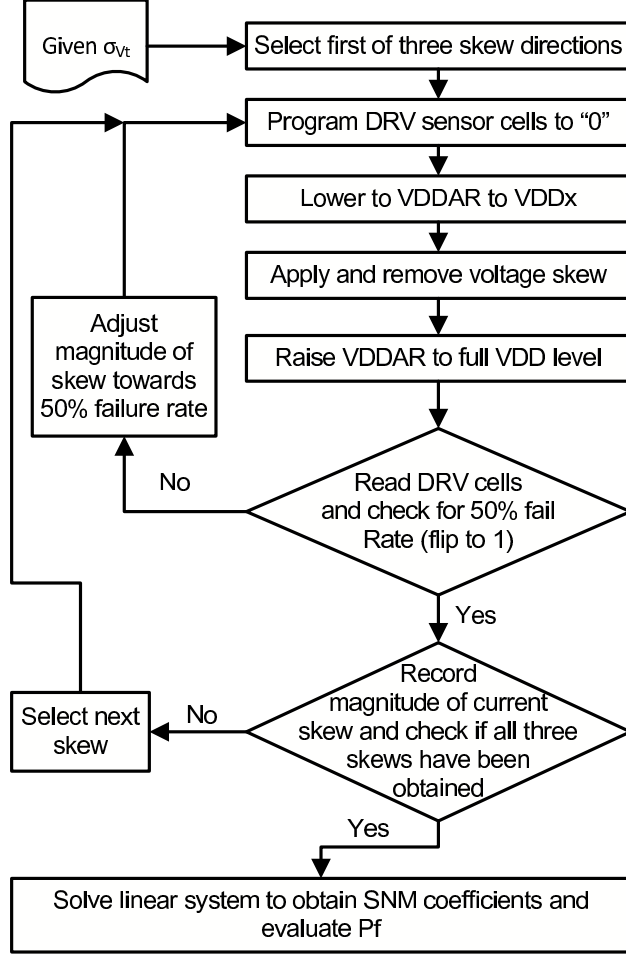 Given σVt
Select first of three skew directions
Program DRV sensor cells to “0”
Lower to VDDAR to VDDx
Apply and remove voltage skew
Raise VDDAR to full VDD level
Adjust
magnitude of
skew towards
50% failure rate
No
Read DRV cells
and check for 50% fail
Rate (flip to 1)
Yes
Record
magnitude of current
skew and check if all three
skews have been
obtained
No
Select next
skew
Yes
Solve linear system to obtain SNM coefficients and
evaluate Pf